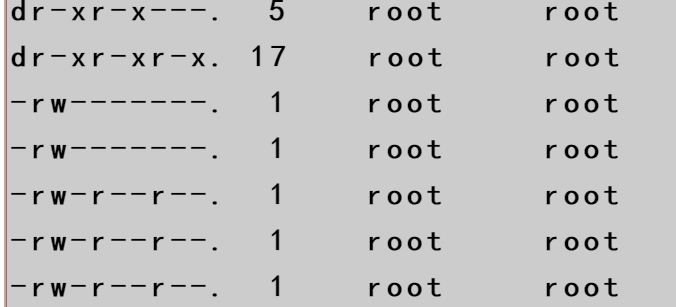 dr-xr-x---. 5 root root
dr-xr-xr-x. 17 root root
-rw-------. 1 root root
-rw-------. 1 root root
-rw-r--r--. 1 root root
-rw-r--r--. 1 root root
-rw-r--r--. 1 root root